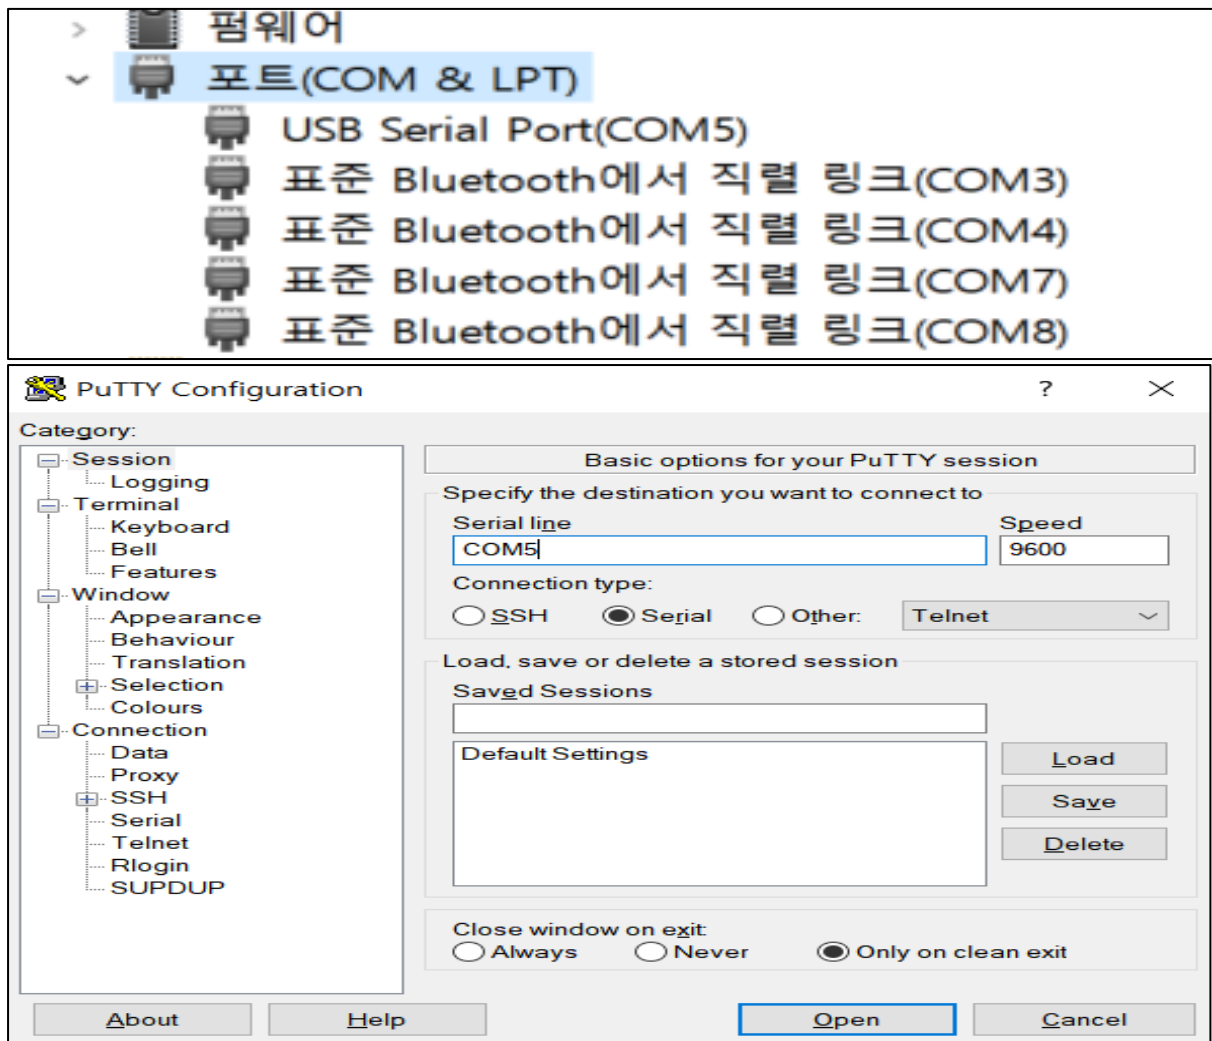 펌웨어
포트(COM & LPT)
USB Serial Port(COM5)
표준 Bluetooth에서 직렬 링크(COM3)
표준 Bluetooth에서 직렬 링크(COM4)
표준 Bluetooth에서 직렬 링크(COM7)
표준 Bluetooth에서 직렬 링크(COM8)
PuTTY Configuration ?
Category:
Session
Logging
Terminal
Keyboard
Bell
Features
Window
Appearance
Behaviour
Translation
Selection
Colours
Connection
Data
Proxy
SSH
Serial
Telnet
Rlogin
SUPDUP
Basic options for your PuTTY session
Specify the destination you want to connect to
Serial line Speed
COM5 9600
Connection type:
SSH Serial Other: Telnet
Load, save or delete a stored session
Saved Sessions
Default Settings
Load
Save
Delete
Close window on exit:
Always Never Only on clean exit
About Help Open Cancel